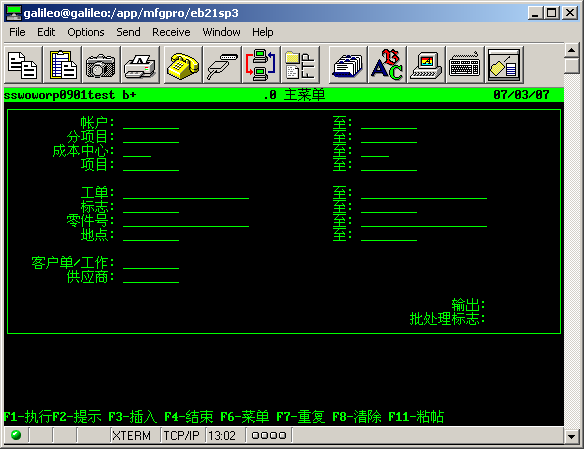 galileo@galileo:/app/mfgpro/eb21sp3
File Edit Options Send Receive Window Help
sswoworp0901test b+ .0 主菜单 07/03/07
帐户: 至:
分项目: 至:
成本中心: 至:
项目: 至:
工单: 至:
标志: 至:
零件号: 至:
地点: 至:
客户单/工作:
供应商:
输出:
批处理标志:
F1-执行F2-提示 F3-插入 F4-结束 F6-菜单 F7-重复 F8-清除 F11-粘帖
XTERM TCP/IP 13:02